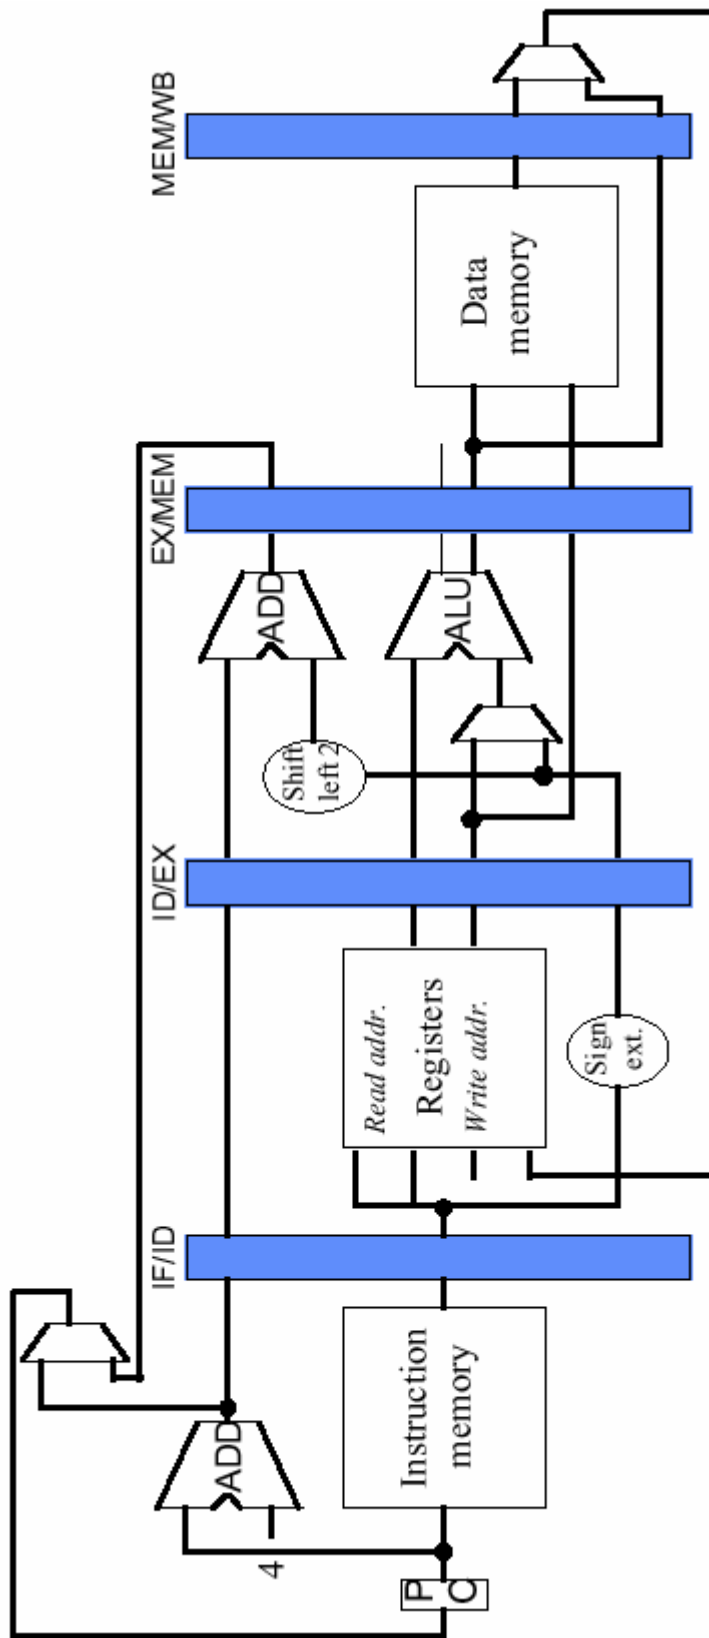 IF/ID
ID/EX
EX/MEM
MEM/WB
ADD
4
P
C
Instruction
memory
Read addr.
Registers
Write addr.
Sign
ext.
Shift
left 2
ADD
ALU
Data
memory